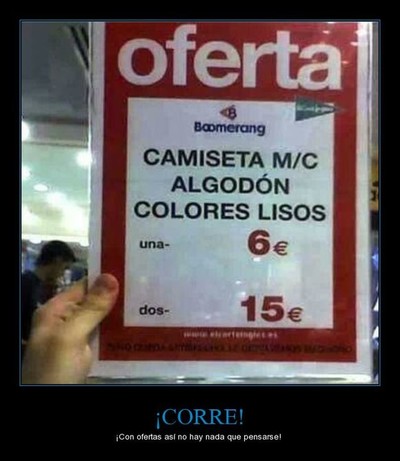 oferta
El Corte Inglés
Boomerang
CAMISETA M/C
ALGODÓN
COLORES LISOS
una- 6€
dos- 15€
www.elcorteingles.es
¡CORRE!
¡Con ofertas así no hay nada que pensarse!